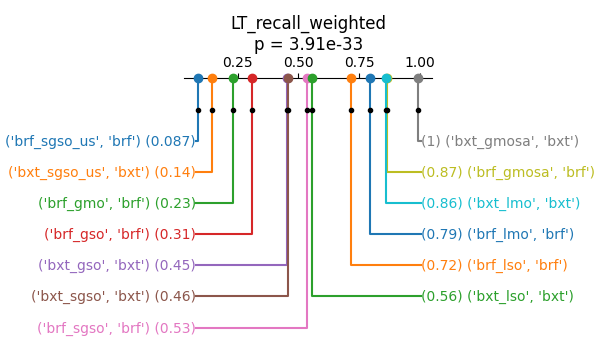 LT_recall_weighted
p = 3.91e-33
0.25 0.50 0.75 1.00
('brf_sgso_us', 'brf') (0.087) (1) ('bxt_gmosa', 'bxt')
('bxt_sgso_us', 'bxt') (0.14) (0.87) ('brf_gmosa', 'brf')
('brf_gmo', 'brf') (0.23) (0.86) ('bxt_lmo', 'bxt')
('brf_gso', 'brf') (0.31) (0.79) ('brf_lmo', 'brf')
('bxt_gso', 'bxt') (0.45) (0.72) ('brf_lso', 'brf')
('bxt_sgso', 'bxt') (0.46) (0.56) ('bxt_lso', 'bxt')
('brf_sgso', 'brf') (0.53)